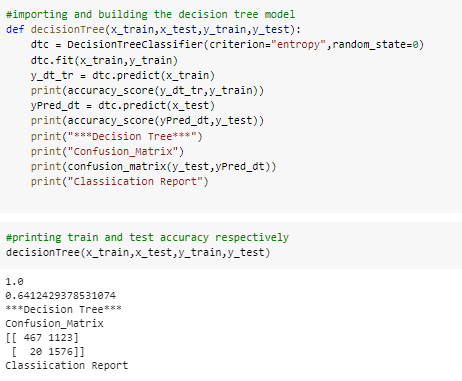 #importing and building the decision tree model
def decisionTree(x_train,x_test,y_train,y_test):
    dtc = DecisionTreeClassifier(criterion="entropy",random_state=0)
    dtc.fit(x_train,y_train)
    y_dt_tr = dtc.predict(x_train)
    print(accuracy_score(y_dt_tr,y_train))
    yPred_dt = dtc.predict(x_test)
    print(accuracy_score(yPred_dt,y_test))
    print("***Decision Tree***")
    print("Confusion_Matrix")
    print(confusion_matrix(y_test,yPred_dt))
    print("Classiication Report")
#printing train and test accuracy respectively
decisionTree(x_train,x_test,y_train,y_test)
1.0
0.6412429378531074
***Decision Tree***
Confusion_Matrix
[[ 467 1123]
 [  20 1576]]
Classiication Report